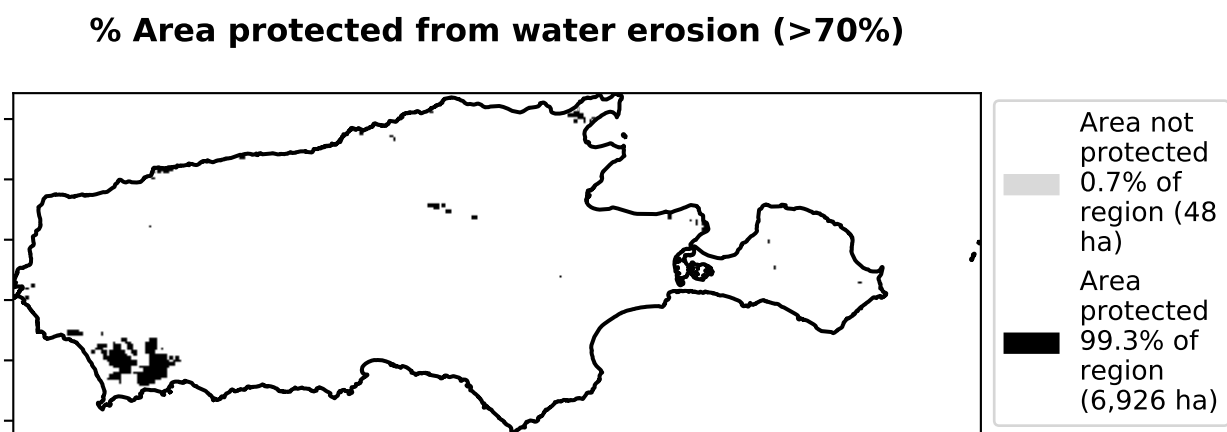 % Area protected from water erosion (>70%)
Area not
protected
0.7% of
region (48
ha)
Area
protected
99.3% of
region
(6,926 ha)